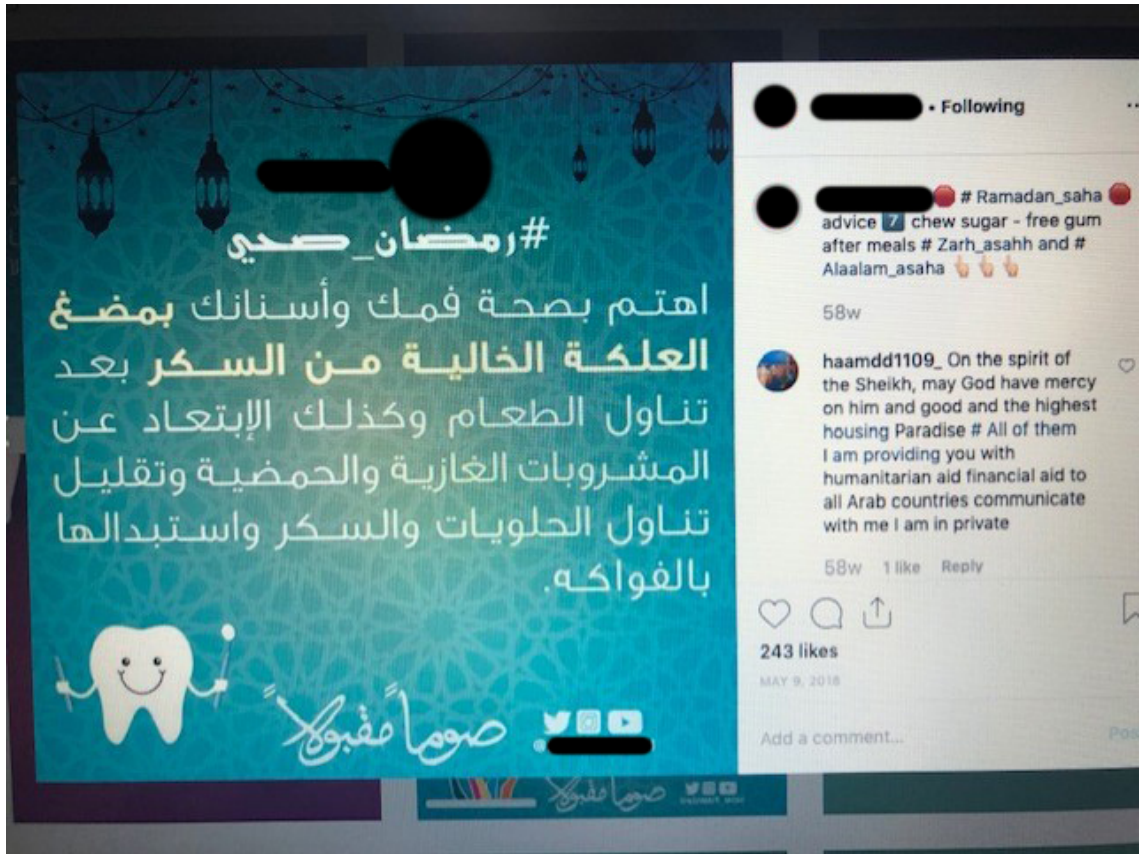 #رمضان_صحي
اهتم بصحة فمك وأسنانك بمضغ
العلكة الخالية من السكر بعد
تناول الطعام وكذلك الإبتعاد عن
المشروبات الغازية والحمضية وتقليل
تناول الحلويات والسكر واستبدالها
بالفواكه.
صوماً مقبولاً
@
• Following
# Ramadan_saha
advice 7 chew sugar - free gum
after meals # Zarh_asahh and #
Alaalam_asaha 👆🏻👆🏻👆🏻
58w
haamdd1109_ On the spirit of
the Sheikh, may God have mercy
on him and good and the highest
housing Paradise # All of them
I am providing you with
humanitarian aid financial aid to
all Arab countries communicate
with me I am in private
58w 1 like Reply
243 likes
MAY 9, 2018
Add a comment...
Pos
صوماً مقبولاً